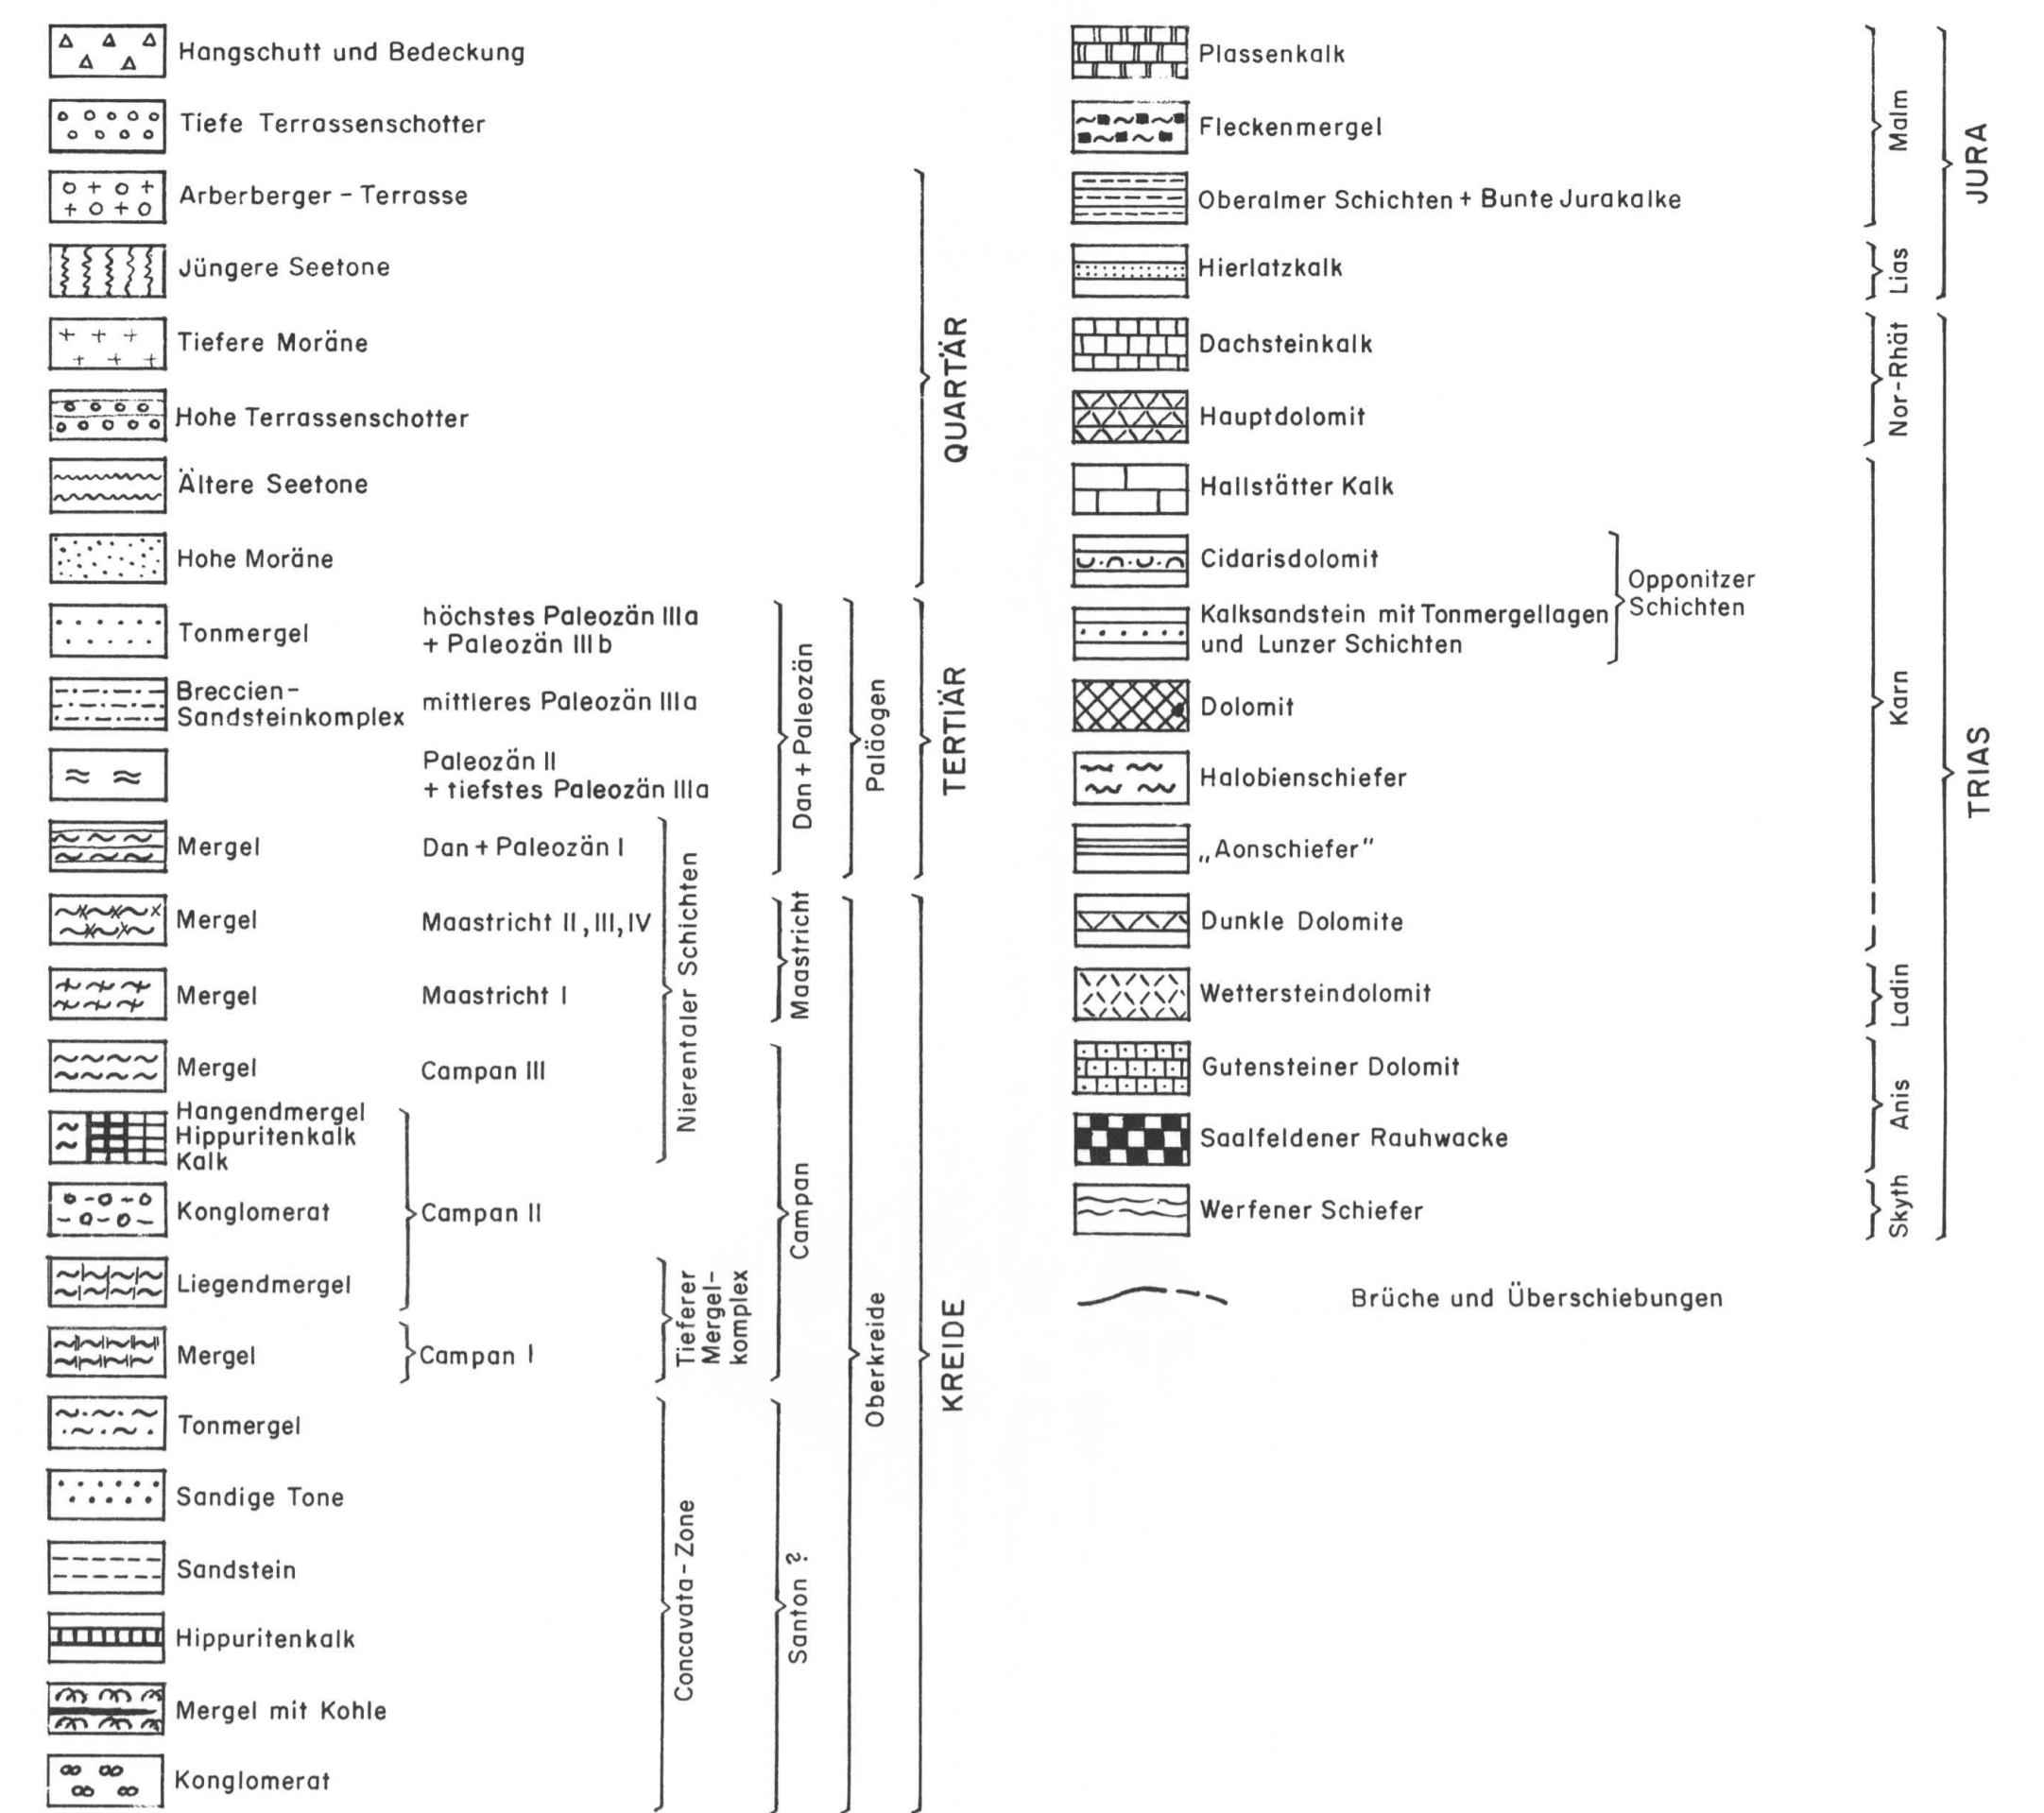 Hangschutt und Bedeckung
Tiefe Terrassenschotter
Arberberger - Terrasse
Jüngere Seetone
Tiefere Moräne
Hohe Terrassenschotter
Ältere Seetone
Hohe Moräne
QUARTÄR
Tonmergel
höchstes Paleozän IIIa
+ Paleozän IIIb
Breccien-
Sandsteinkomplex
mittleres Paleozän IIIa
Paleozän II
+ tiefstes Paleozän IIIa
Mergel
Dan + Paleozän I
Dan + Paleozän
Paläogen
TERTIÄR
Mergel
Maastricht II, III, IV
Mergel
Maastricht I
Maastricht
Mergel
Campan III
Nierentaler Schichten
Hangendmergel
Hippuritenkalk
Kalk
Konglomerat
Campan II
Liegendmergel
Mergel
Campan I
Tieferer
Mergel-
komplex
Campan
Tonmergel
Sandige Tone
Sandstein
Hippuritenkalk
Mergel mit Kohle
Konglomerat
Concavata - Zone
Santon ?
Oberkreide
KREIDE
Plassenkalk
Fleckenmergel
Oberalmer Schichten + Bunte Jurakalke
Malm
Hierlatzkalk
Lias
JURA
Dachsteinkalk
Hauptdolomit
Nor-Rhät
Hallstätter Kalk
Cidarisdolomit
Kalksandstein mit Tonmergellagen
und Lunzer Schichten
Opponitzer
Schichten
Dolomit
Halobienschiefer
„Aonschiefer"
Dunkle Dolomite
Karn
Wettersteindolomit
Ladin
Gutensteiner Dolomit
Saalfeldener Rauhwacke
Anis
Werfener Schiefer
Skyth
TRIAS
Brüche und Überschiebungen